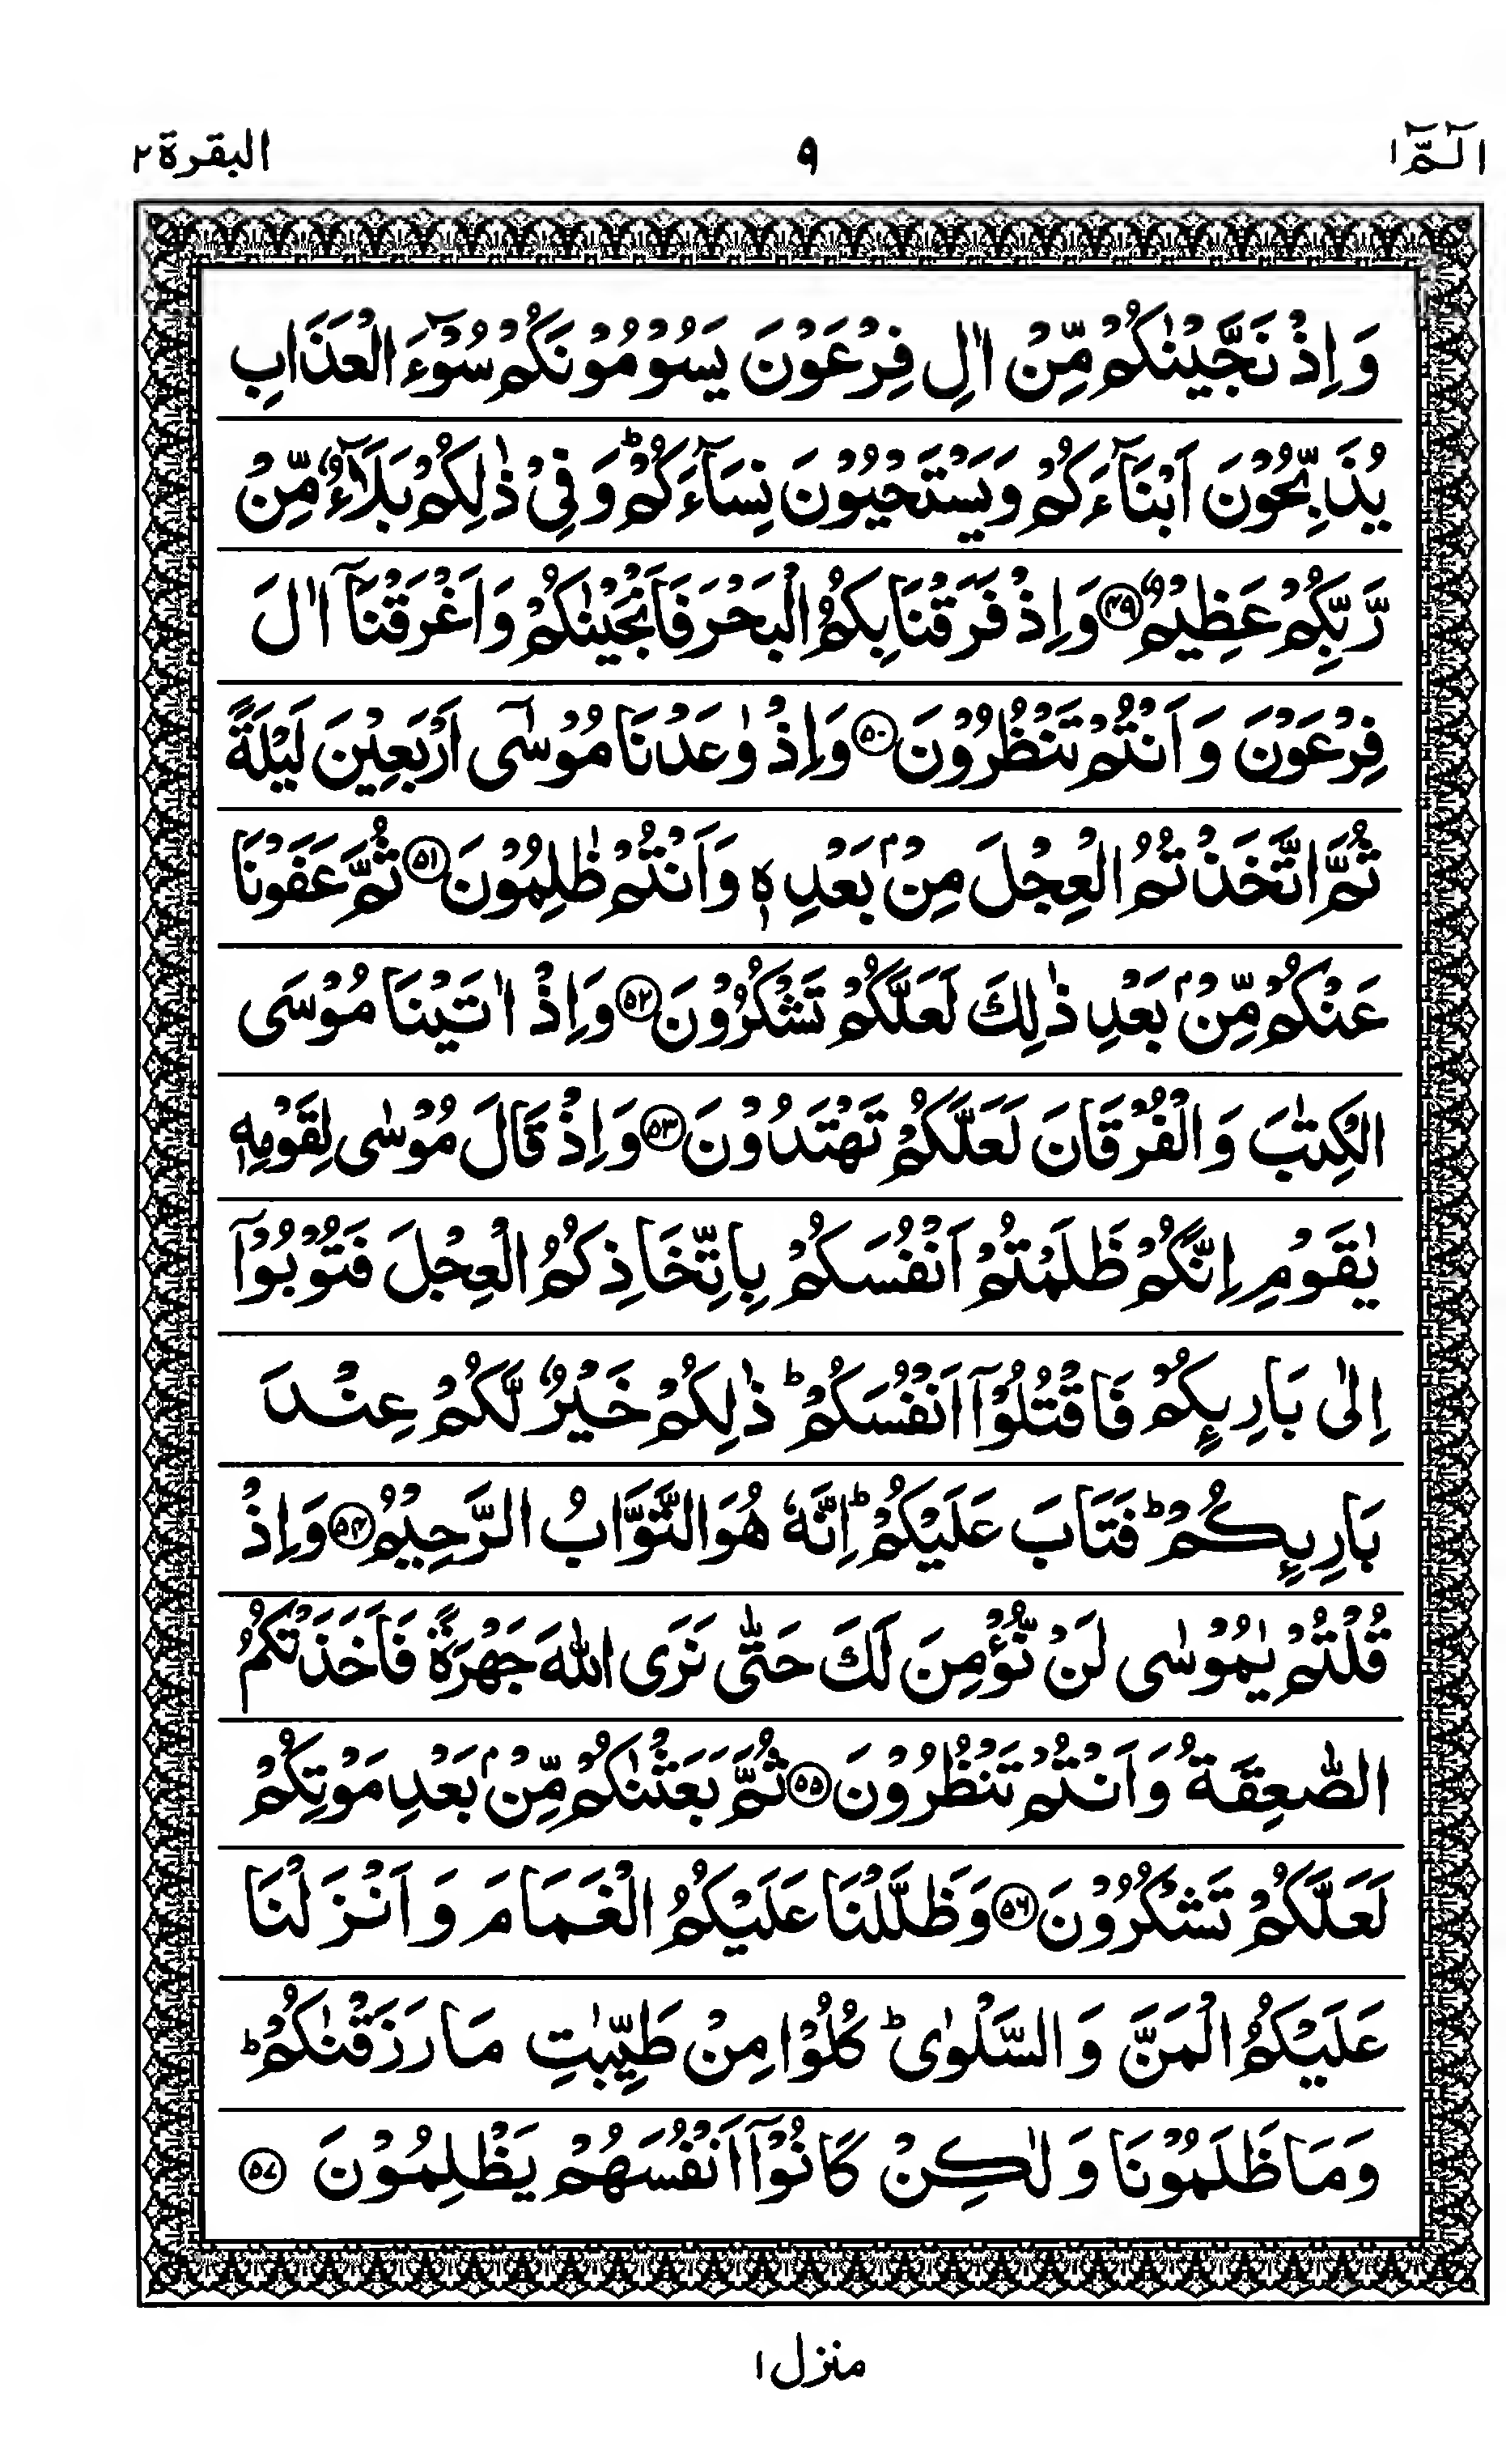 الٓـمّٓ ١ ٩ البقرة ٢
وَ اِذْ نَجَّيْنٰكُمْ مِّنْ اٰلِ فِرْعَوْنَ يَسُوْمُوْنَكُمْ سُوْٓءَ الْعَذَابِ
يُذَبِّحُوْنَ اَبْنَآءَكُمْ وَيَسْتَحْيُوْنَ نِسَآءَكُمْ ؕ وَ فِيْ ذٰلِكُمْ بَلَآءٌ مِّنْ
رَّبِّكُمْ عَظِيْمٌ ﴿۴۹﴾ وَ اِذْ فَرَقْنَا بِكُمُ الْبَحْرَ فَاَنْجَيْنٰكُمْ وَ اَغْرَقْنَآ اٰلَ
فِرْعَوْنَ وَ اَنْتُمْ تَنْظُرُوْنَ ﴿۵۰﴾ وَ اِذْ وٰعَدْنَا مُوْسٰٓى اَرْبَعِيْنَ لَيْلَةً
ثُمَّ اتَّخَذْتُمُ الْعِجْلَ مِنْۢ بَعْدِهٖ وَ اَنْتُمْ ظٰلِمُوْنَ ﴿۵۱﴾ ثُمَّ عَفَوْنَا
عَنْكُمْ مِّنْۢ بَعْدِ ذٰلِكَ لَعَلَّكُمْ تَشْكُرُوْنَ ﴿۵۲﴾ وَ اِذْ اٰتَيْنَا مُوْسَى
الْكِتٰبَ وَ الْفُرْقَانَ لَعَلَّكُمْ تَهْتَدُوْنَ ﴿۵۳﴾ وَ اِذْ قَالَ مُوْسٰى لِقَوْمِهٖ
يٰقَوْمِ اِنَّكُمْ ظَلَمْتُمْ اَنْفُسَكُمْ بِاتِّخَاذِكُمُ الْعِجْلَ فَتُوْبُوْٓا
اِلٰى بَارِىِٕكُمْ فَاقْتُلُوْٓا اَنْفُسَكُمْ ؕ ذٰلِكُمْ خَيْرٌ لَّكُمْ عِنْدَ
بَارِىِٕكُمْ ؕ فَتَابَ عَلَيْكُمْ ؕ اِنَّهٗ هُوَ التَّوَّابُ الرَّحِيْمُ ﴿۵۴﴾ وَ اِذْ
قُلْتُمْ يٰمُوْسٰى لَنْ نُّؤْمِنَ لَكَ حَتّٰى نَرَى اللّٰهَ جَهْرَةً فَاَخَذَتْكُمُ
الصّٰعِقَةُ وَ اَنْتُمْ تَنْظُرُوْنَ ﴿۵۵﴾ ثُمَّ بَعَثْنٰكُمْ مِّنْۢ بَعْدِ مَوْتِكُمْ
لَعَلَّكُمْ تَشْكُرُوْنَ ﴿۵۶﴾ وَ ظَلَّلْنَا عَلَيْكُمُ الْغَمَامَ وَ اَنْزَلْنَا
عَلَيْكُمُ الْمَنَّ وَ السَّلْوٰى ؕ كُلُوْا مِنْ طَيِّبٰتِ مَا رَزَقْنٰكُمْ ؕ
وَ مَا ظَلَمُوْنَا وَ لٰكِنْ كَانُوْٓا اَنْفُسَهُمْ يَظْلِمُوْنَ ﴿۵۷﴾
منزل ١